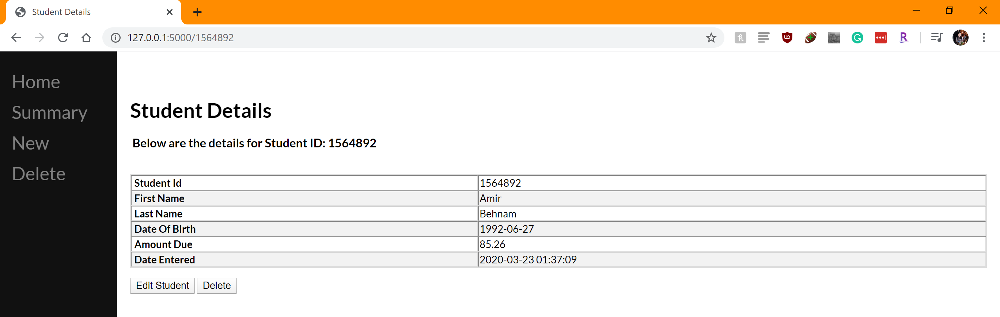 Student Details
127.0.0.1:5000/1564892
Home
Summary
New
Delete
Student Details
Below are the details for Student ID: 1564892
Student Id 1564892
First Name Amir
Last Name Behnam
Date Of Birth 1992-06-27
Amount Due 85.26
Date Entered 2020-03-23 01:37:09
Edit Student Delete